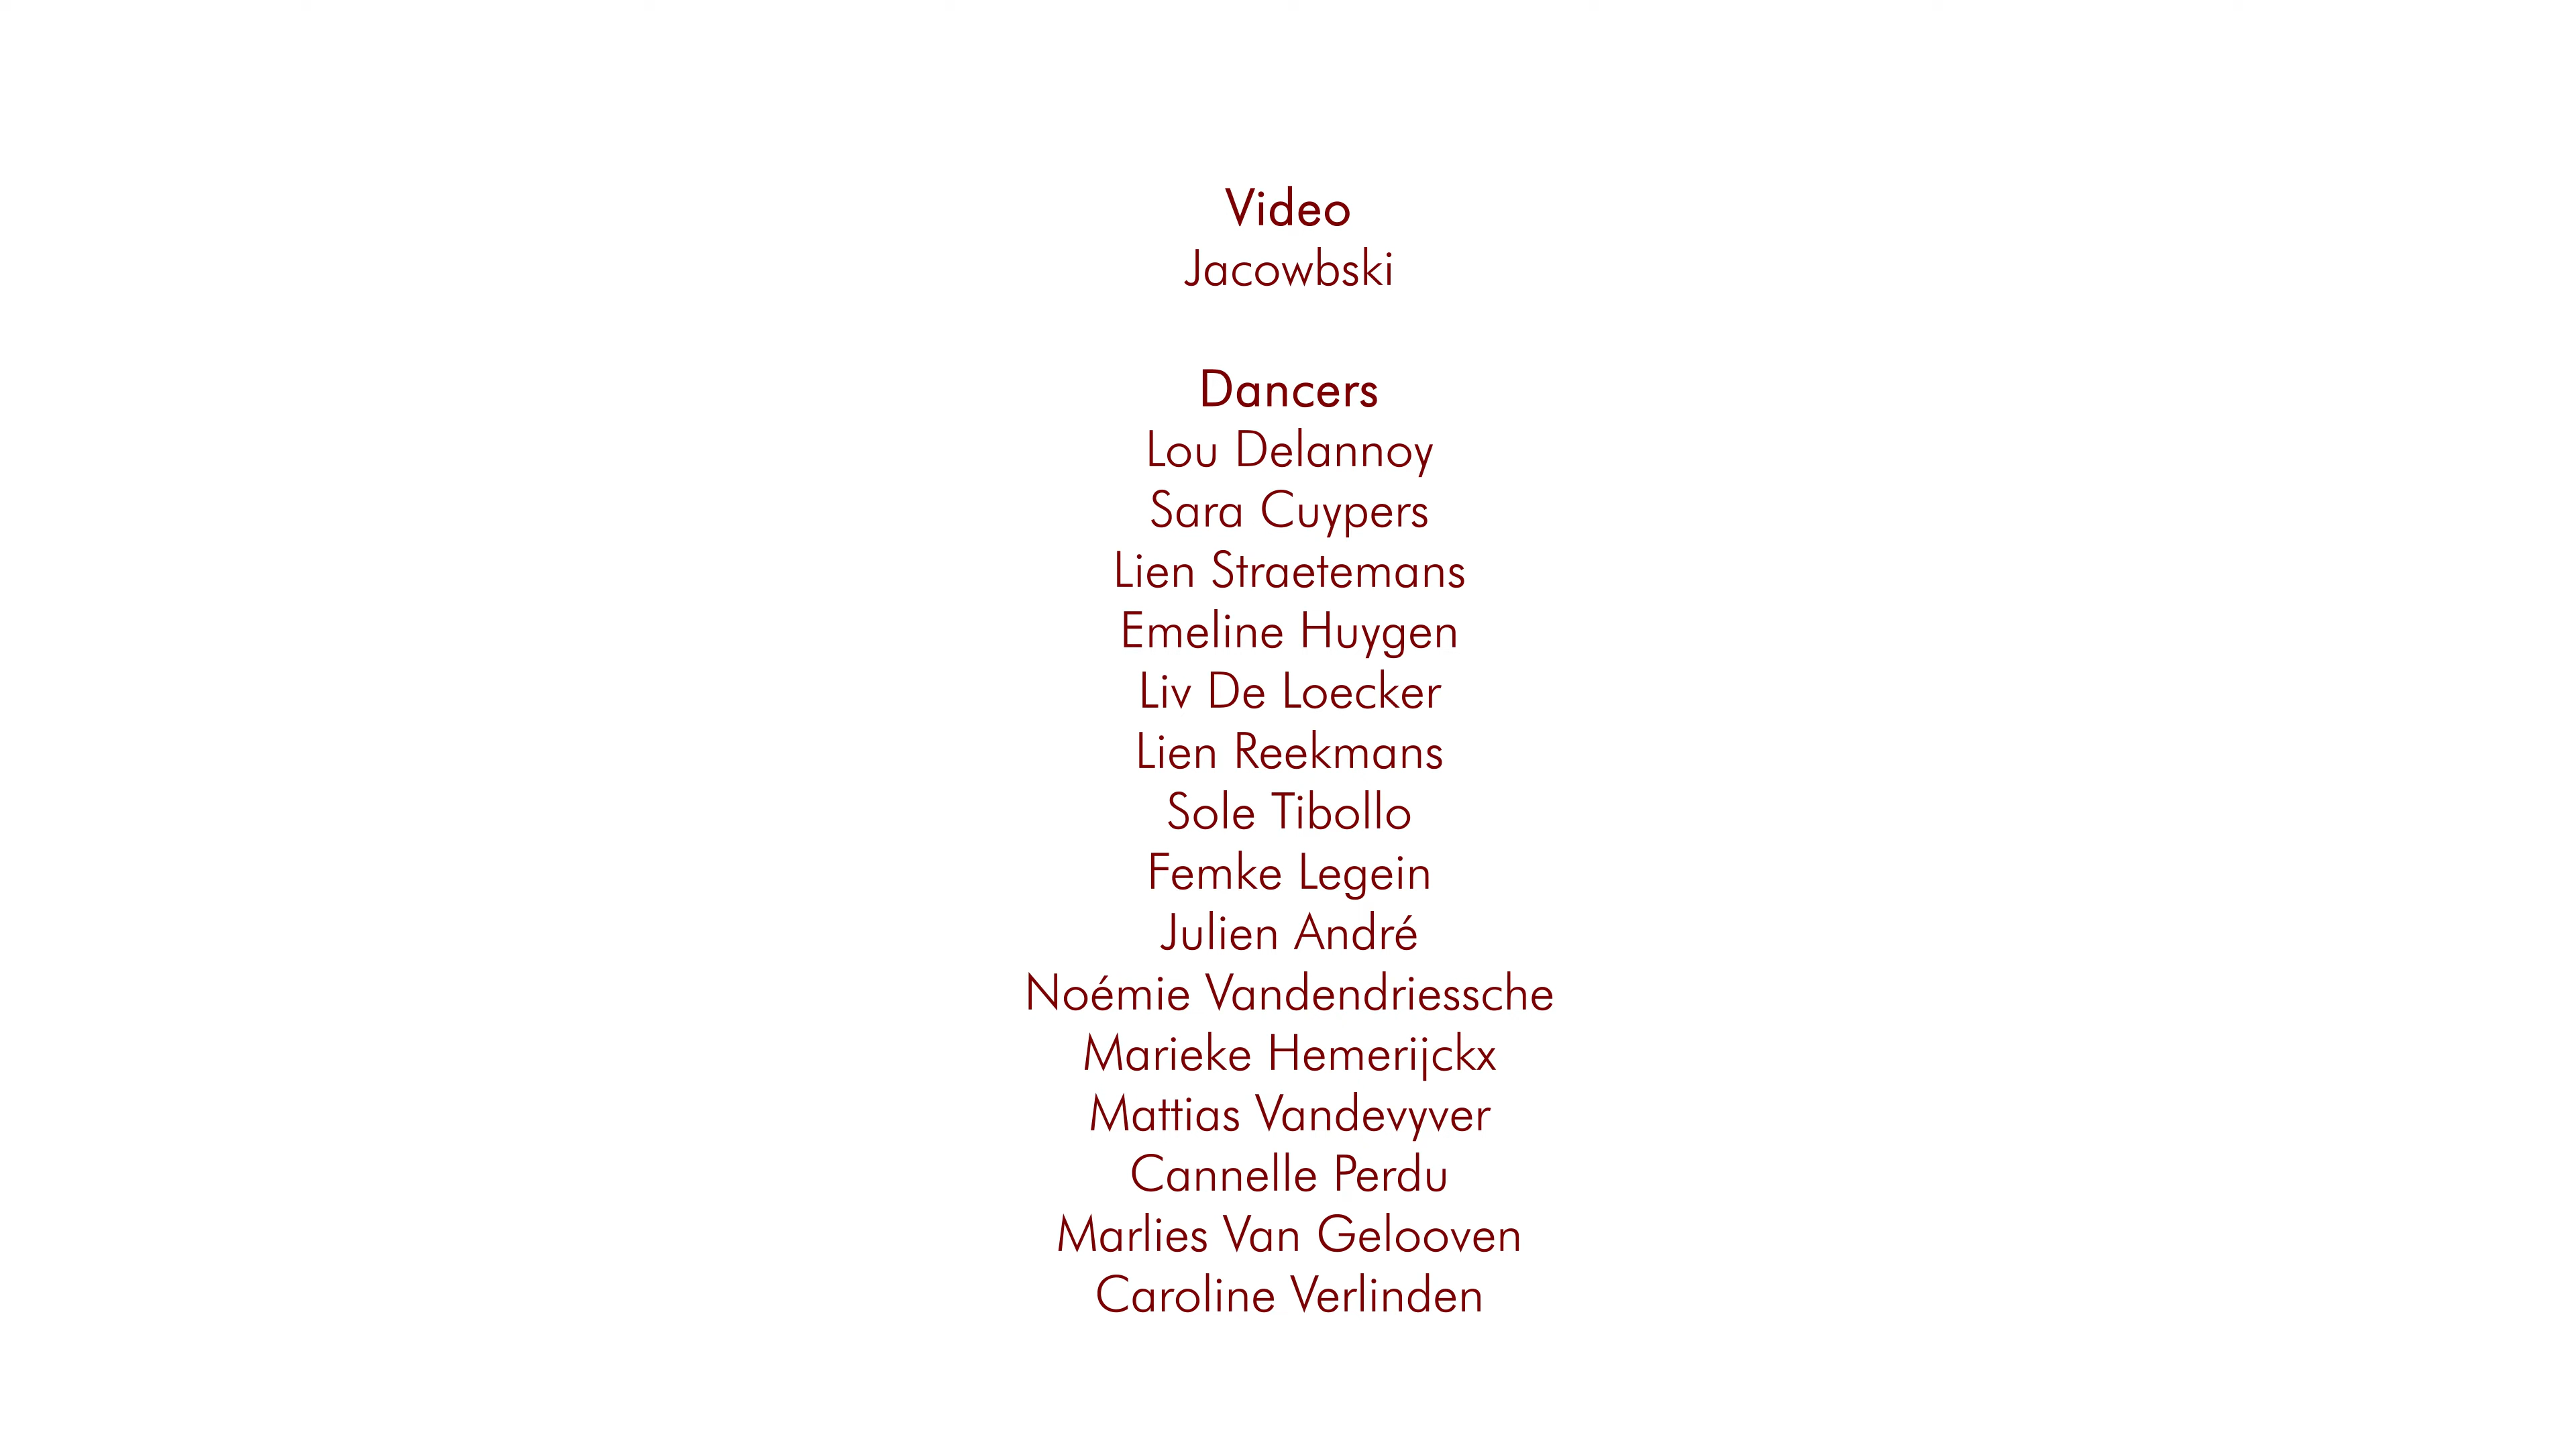 Video
Jacowbski
Dancers
Lou Delannoy
Sara Cuypers
Lien Straetemans
Emeline Huygen
Liv De Loecker
Lien Reekmans
Sole Tibollo
Femke Legein
Julien André
Noémie Vandendriessche
Marieke Hemerijckx
Mattias Vandevyver
Cannelle Perdu
Marlies Van Gelooven
Caroline Verlinden